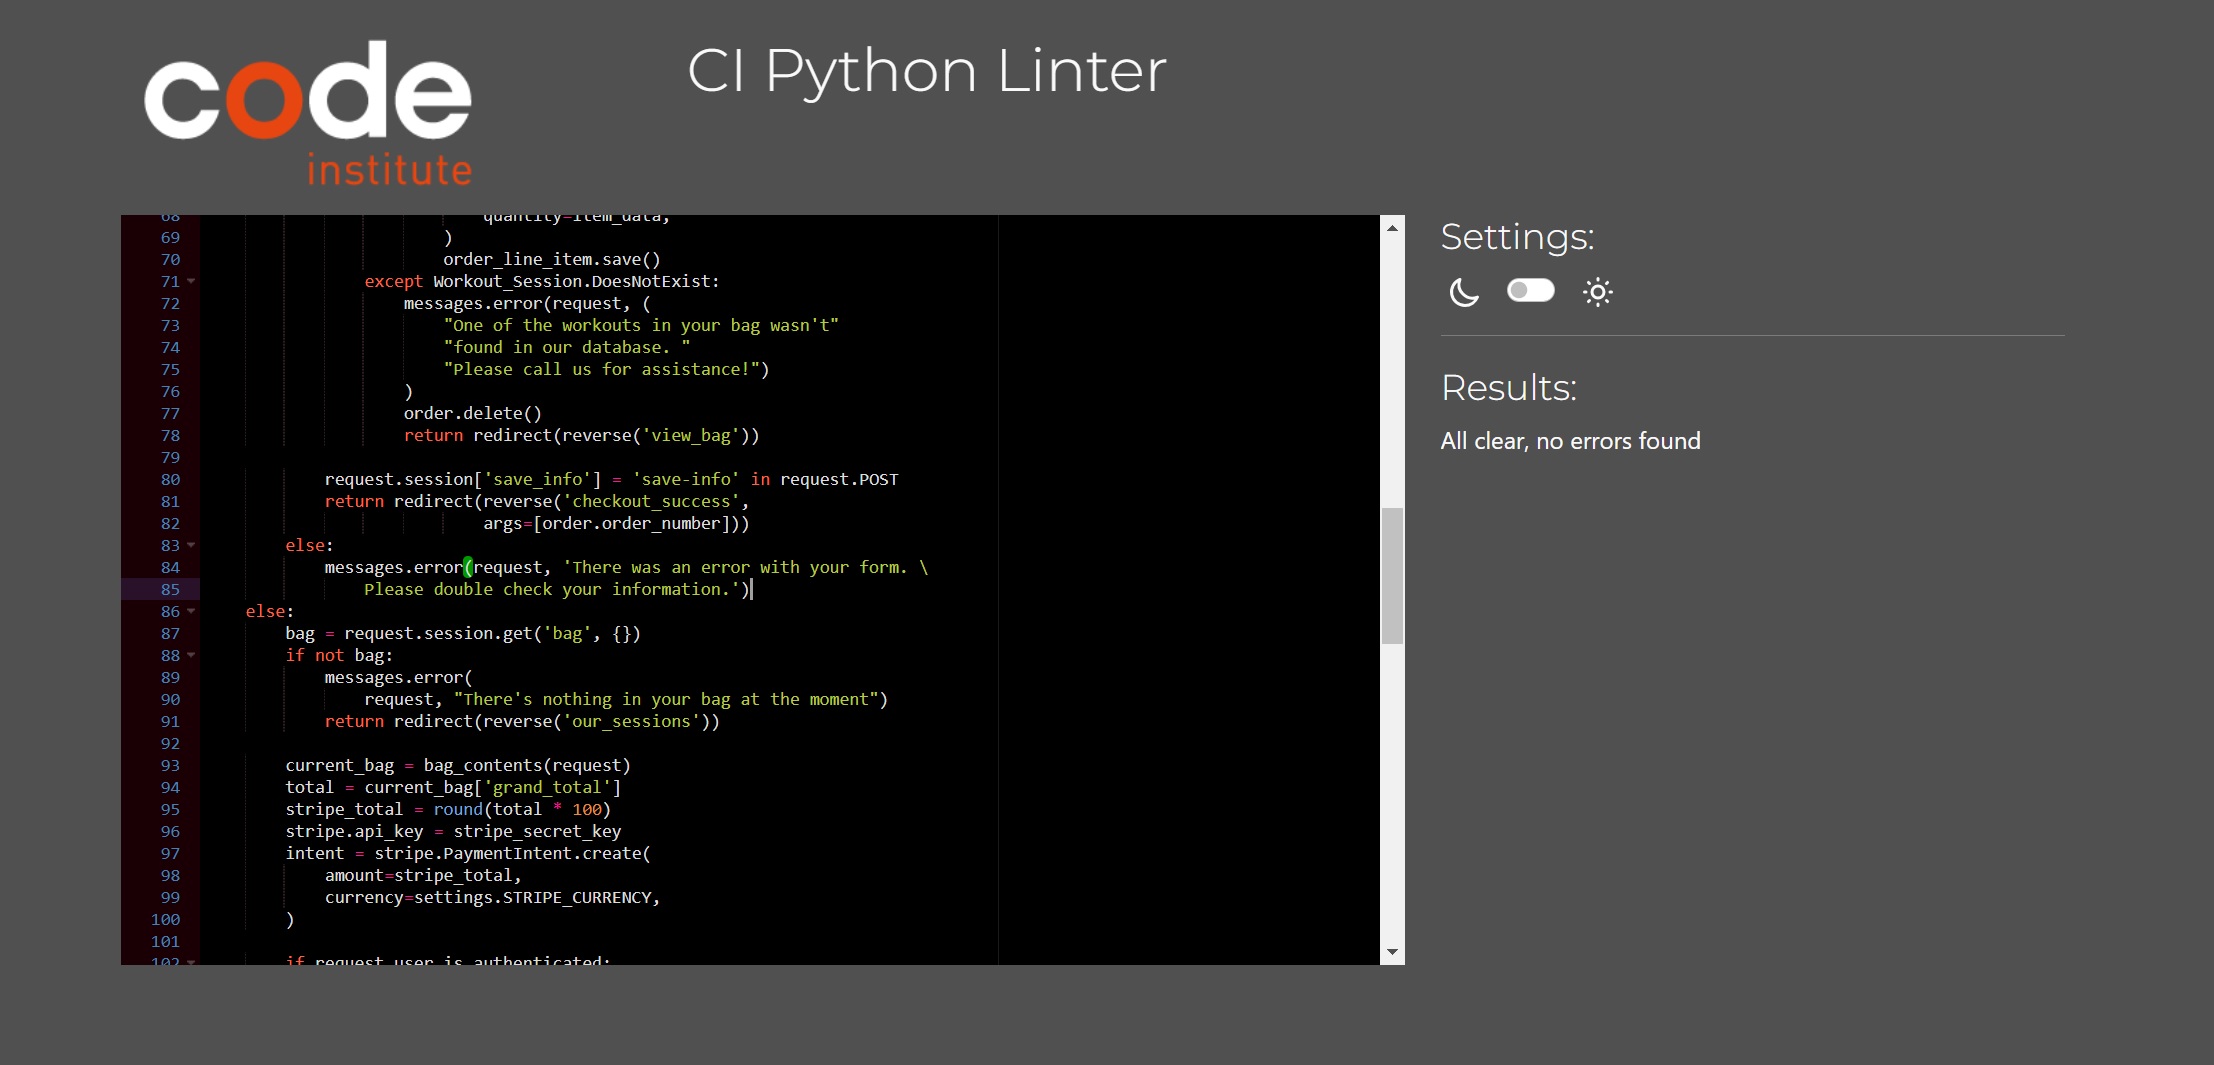 code
institute
CI Python Linter
68 quantity=item_data,
69 )
70 order_line_item.save()
71 except Workout_Session.DoesNotExist:
72 messages.error(request, (
73 "One of the workouts in your bag wasn't"
74 "found in our database. "
75 "Please call us for assistance!")
76 )
77 order.delete()
78 return redirect(reverse('view_bag'))
79
80 request.session['save_info'] = 'save-info' in request.POST
81 return redirect(reverse('checkout_success',
82 args=[order.order_number]))
83 else:
84 messages.error(request, 'There was an error with your form. \
85 Please double check your information.')
86 else:
87 bag = request.session.get('bag', {})
88 if not bag:
89 messages.error(
90 request, "There's nothing in your bag at the moment")
91 return redirect(reverse('our_sessions'))
92
93 current_bag = bag_contents(request)
94 total = current_bag['grand_total']
95 stripe_total = round(total * 100)
96 stripe.api_key = stripe_secret_key
97 intent = stripe.PaymentIntent.create(
98 amount=stripe_total,
99 currency=settings.STRIPE_CURRENCY,
100 )
101
102 if request.user.is_authenticated:
Settings:
Results:
All clear, no errors found